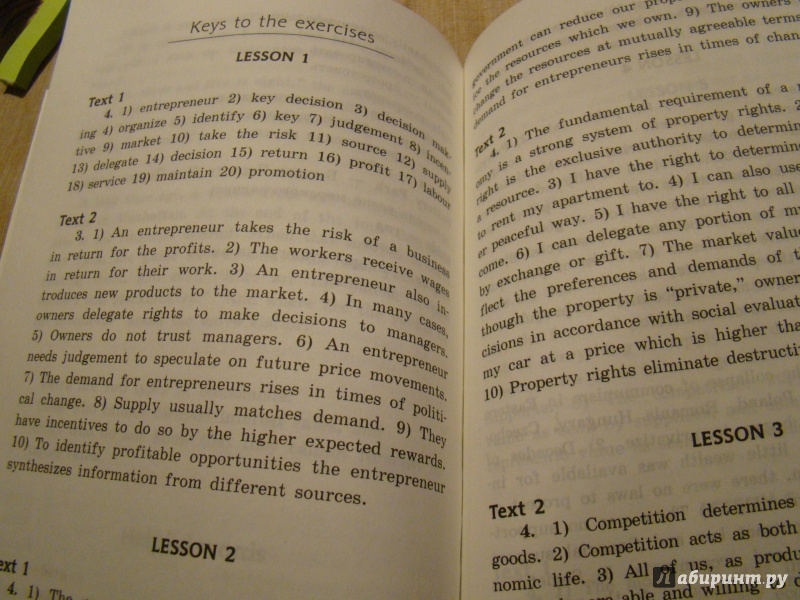 Keys to the exercises
LESSON 1
Text 1
4. 1) entrepreneur 2) key decision 3) decision mak-
ing 4) organize 5) identify 6) key 7) judgement 8) incen-
tive 9) market 10) take the risk 11) source 12) supply
13) delegate 14) decision 15) return 16) profit 17) labour
18) service 19) maintain 20) promotion
Text 2
3. 1) An entrepreneur takes the risk of a business
in return for the profits. 2) The workers receive wages
in return for their work. 3) An entrepreneur also in-
troduces new products to the market. 4) In many cases,
owners delegate rights to make decisions to managers.
5) Owners do not trust managers. 6) An entrepreneur
needs judgement to speculate on future price movements.
7) The demand for entrepreneurs rises in times of politi-
cal change. 8) Supply usually matches demand. 9) They
have incentives to do so by the higher expected rewards.
10) To identify profitable opportunities the entrepreneur
synthesizes information from different sources.
LESSON 2
Text 1
4. 1) The
government can reduce our prope
the resources which we own. 9) The owners
change the resources at mutually agreeable terms
demand for entrepreneurs rises in times of chan
Text 2
4. 1) The fundamental requirement of a
omy is a strong system of property rights. 2
right is the exclusive authority to determin
a resource. 3) I have the right to determine
to rent my apartment to. 4) I can also use
or peaceful way. 5) I have the right to all
come. 6) I can delegate any portion of my
by exchange or gift. 7) The market valu
flect the preferences and demands of t
though the property is “private,” owner
cisions in accordance with social evaluat
my car at a price which is higher tha
10) Property rights eliminate destructiv
LESSON 3
Text 2
4. 1) Competition determines
goods. 2) Competition acts as both
nomic life. 3) All of us, as produ
able and willing to
Лабиринт.ру